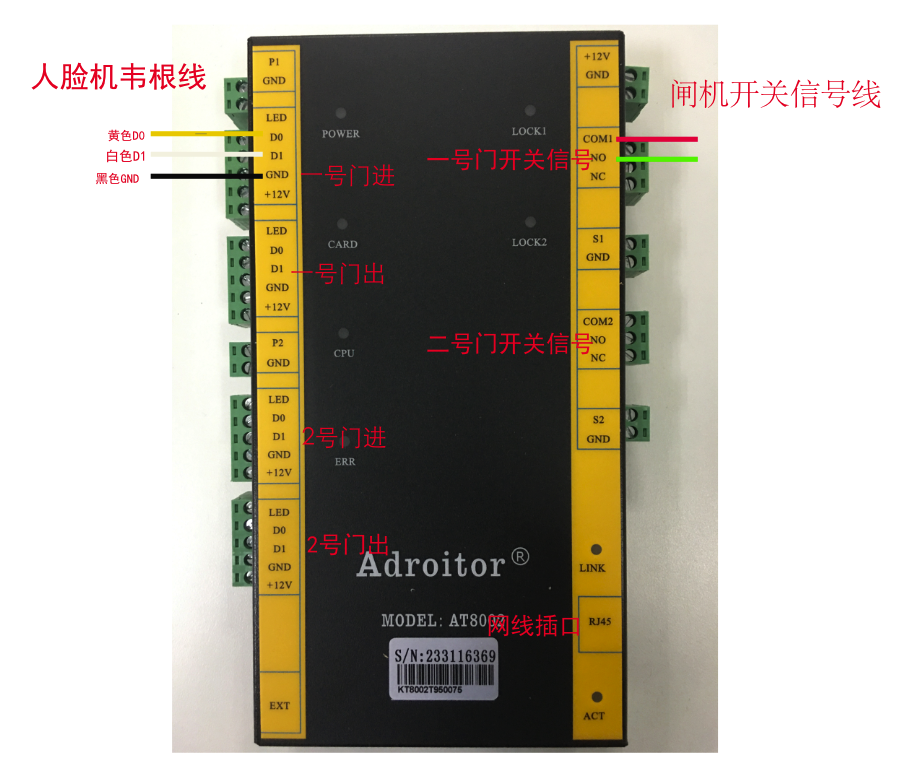 人脸机韦根线
黄色D0
白色D1
黑色GND
P1
GND
LED
D0
D1
GND
+12V
一号门进
LED
D0
D1
GND
+12V
一号门出
P2
GND
LED
D0
D1
GND
+12V
2号门进
LED
D0
D1
GND
+12V
2号门出
EXT
POWER
CARD
CPU
ERR
LOCK1
LOCK2
一号门开关信号
二号门开关信号
Adroitor®
MODEL: AT8002
网线插口
S/N:233116369
KT8002T950075
+12V
GND
闸机开关信号线
COM1
NO
NC
S1
GND
COM2
NO
NC
S2
GND
LINK
RJ45
ACT